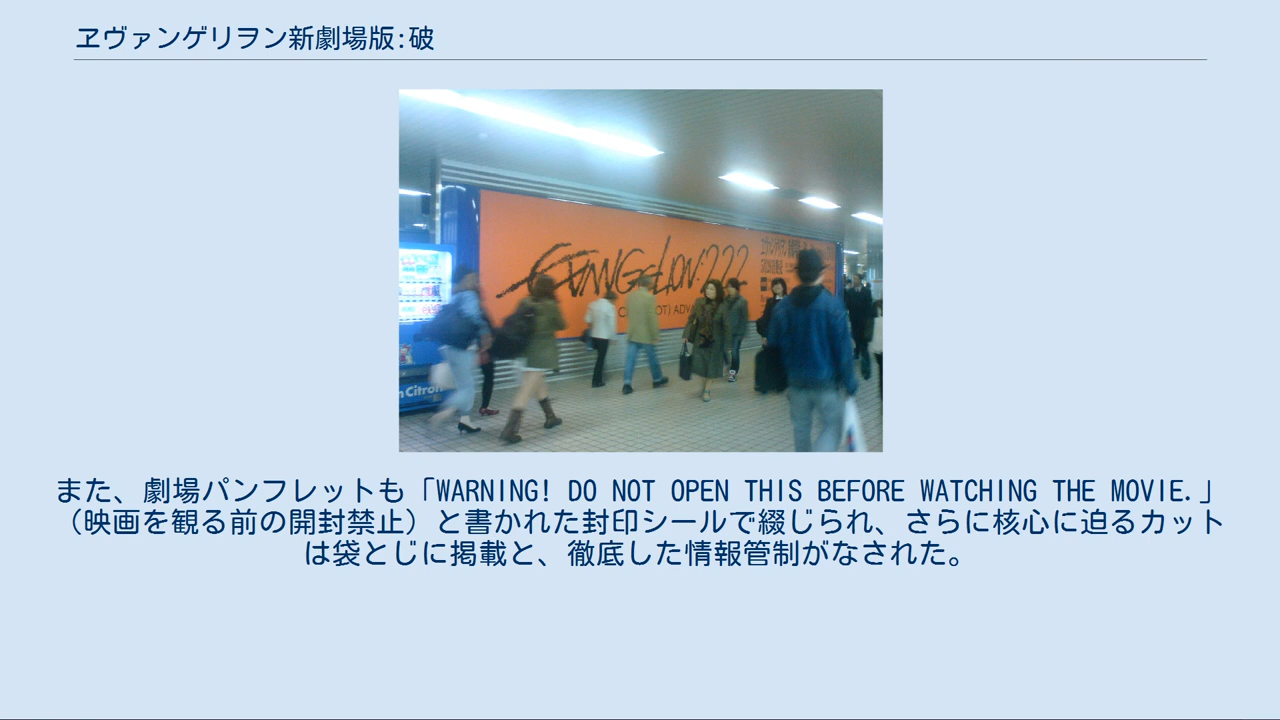 ヱヴァンゲリヲン新劇場版:破
EVANGELION:2.22
また、劇場パンフレットも「WARNING! DO NOT OPEN THIS BEFORE WATCHING THE MOVIE.」
（映画を観る前の開封禁止）と書かれた封印シールで綴じられ、さらに核心に迫るカット
は袋とじに掲載と、徹底した情報管制がなされた。